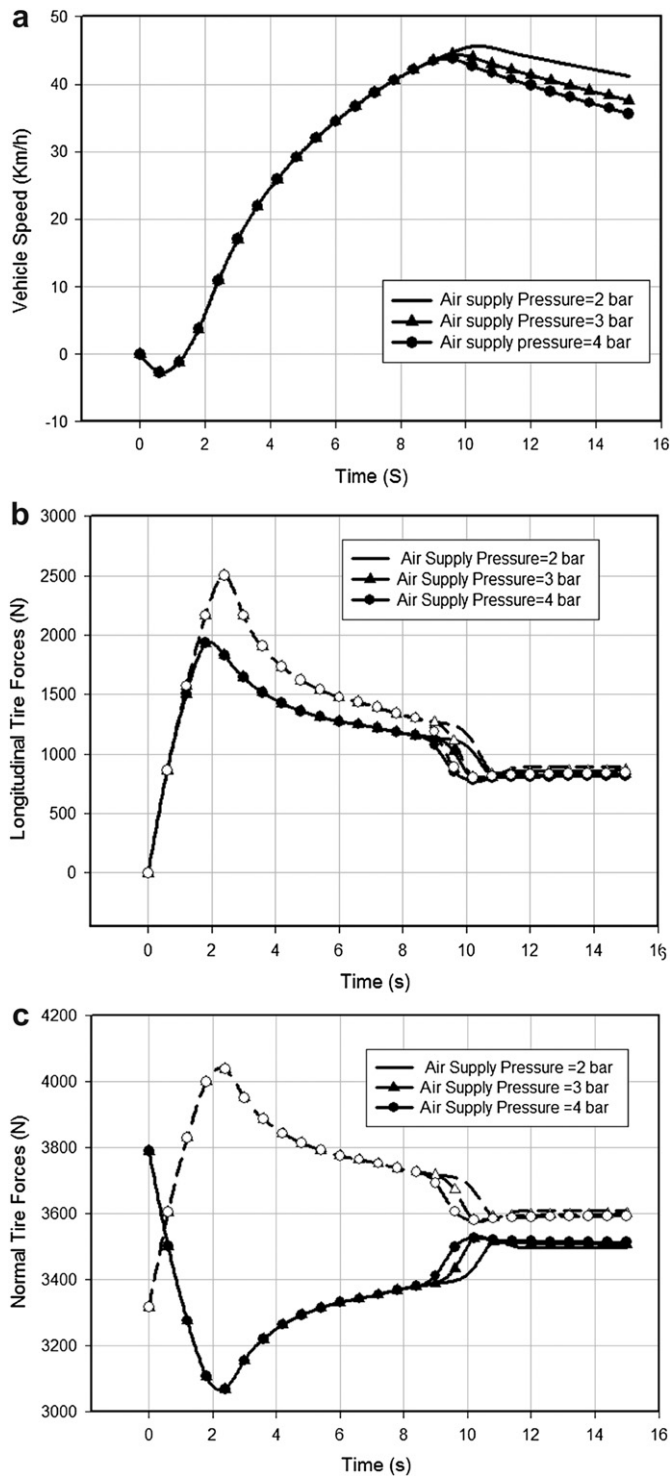 a
50
40
30
20
10
0
-10
Vehicle Speed (Km/h)
Air supply Pressure=2 bar
Air supply Pressure=3 bar
Air supply pressure=4 bar
0 2 4 6 8 10 12 14 16
Time (S)
b
3000
2500
2000
1500
1000
500
0
Longitudinal Tire Forces (N)
Air Supply Pressure=2 bar
Air Supply Pressure=3 bar
Air Supply Pressure=4 bar
0 2 4 6 8 10 12 14 16
Time (s)
c
4200
4000
3800
3600
3400
3200
3000
Normal Tire Forces (N)
Air Supply Pressure =2 bar
Air Supply Pressure =3 bar
Air Supply Pressure =4 bar
0 2 4 6 8 10 12 14 16
Time (s)